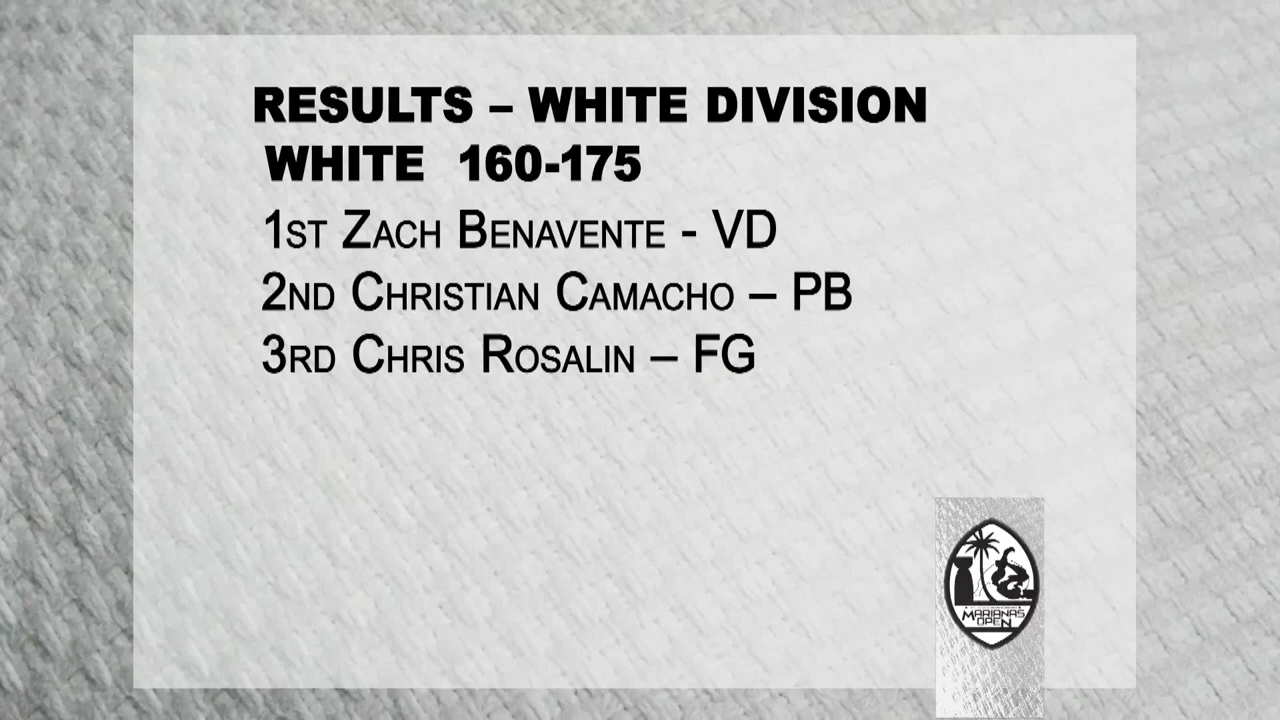 RESULTS – WHITE DIVISION
WHITE 160-175
1ST ZACH BENAVENTE - VD
2ND CHRISTIAN CAMACHO – PB
3RD CHRIS ROSALIN – FG
MARIANAS
OPEN